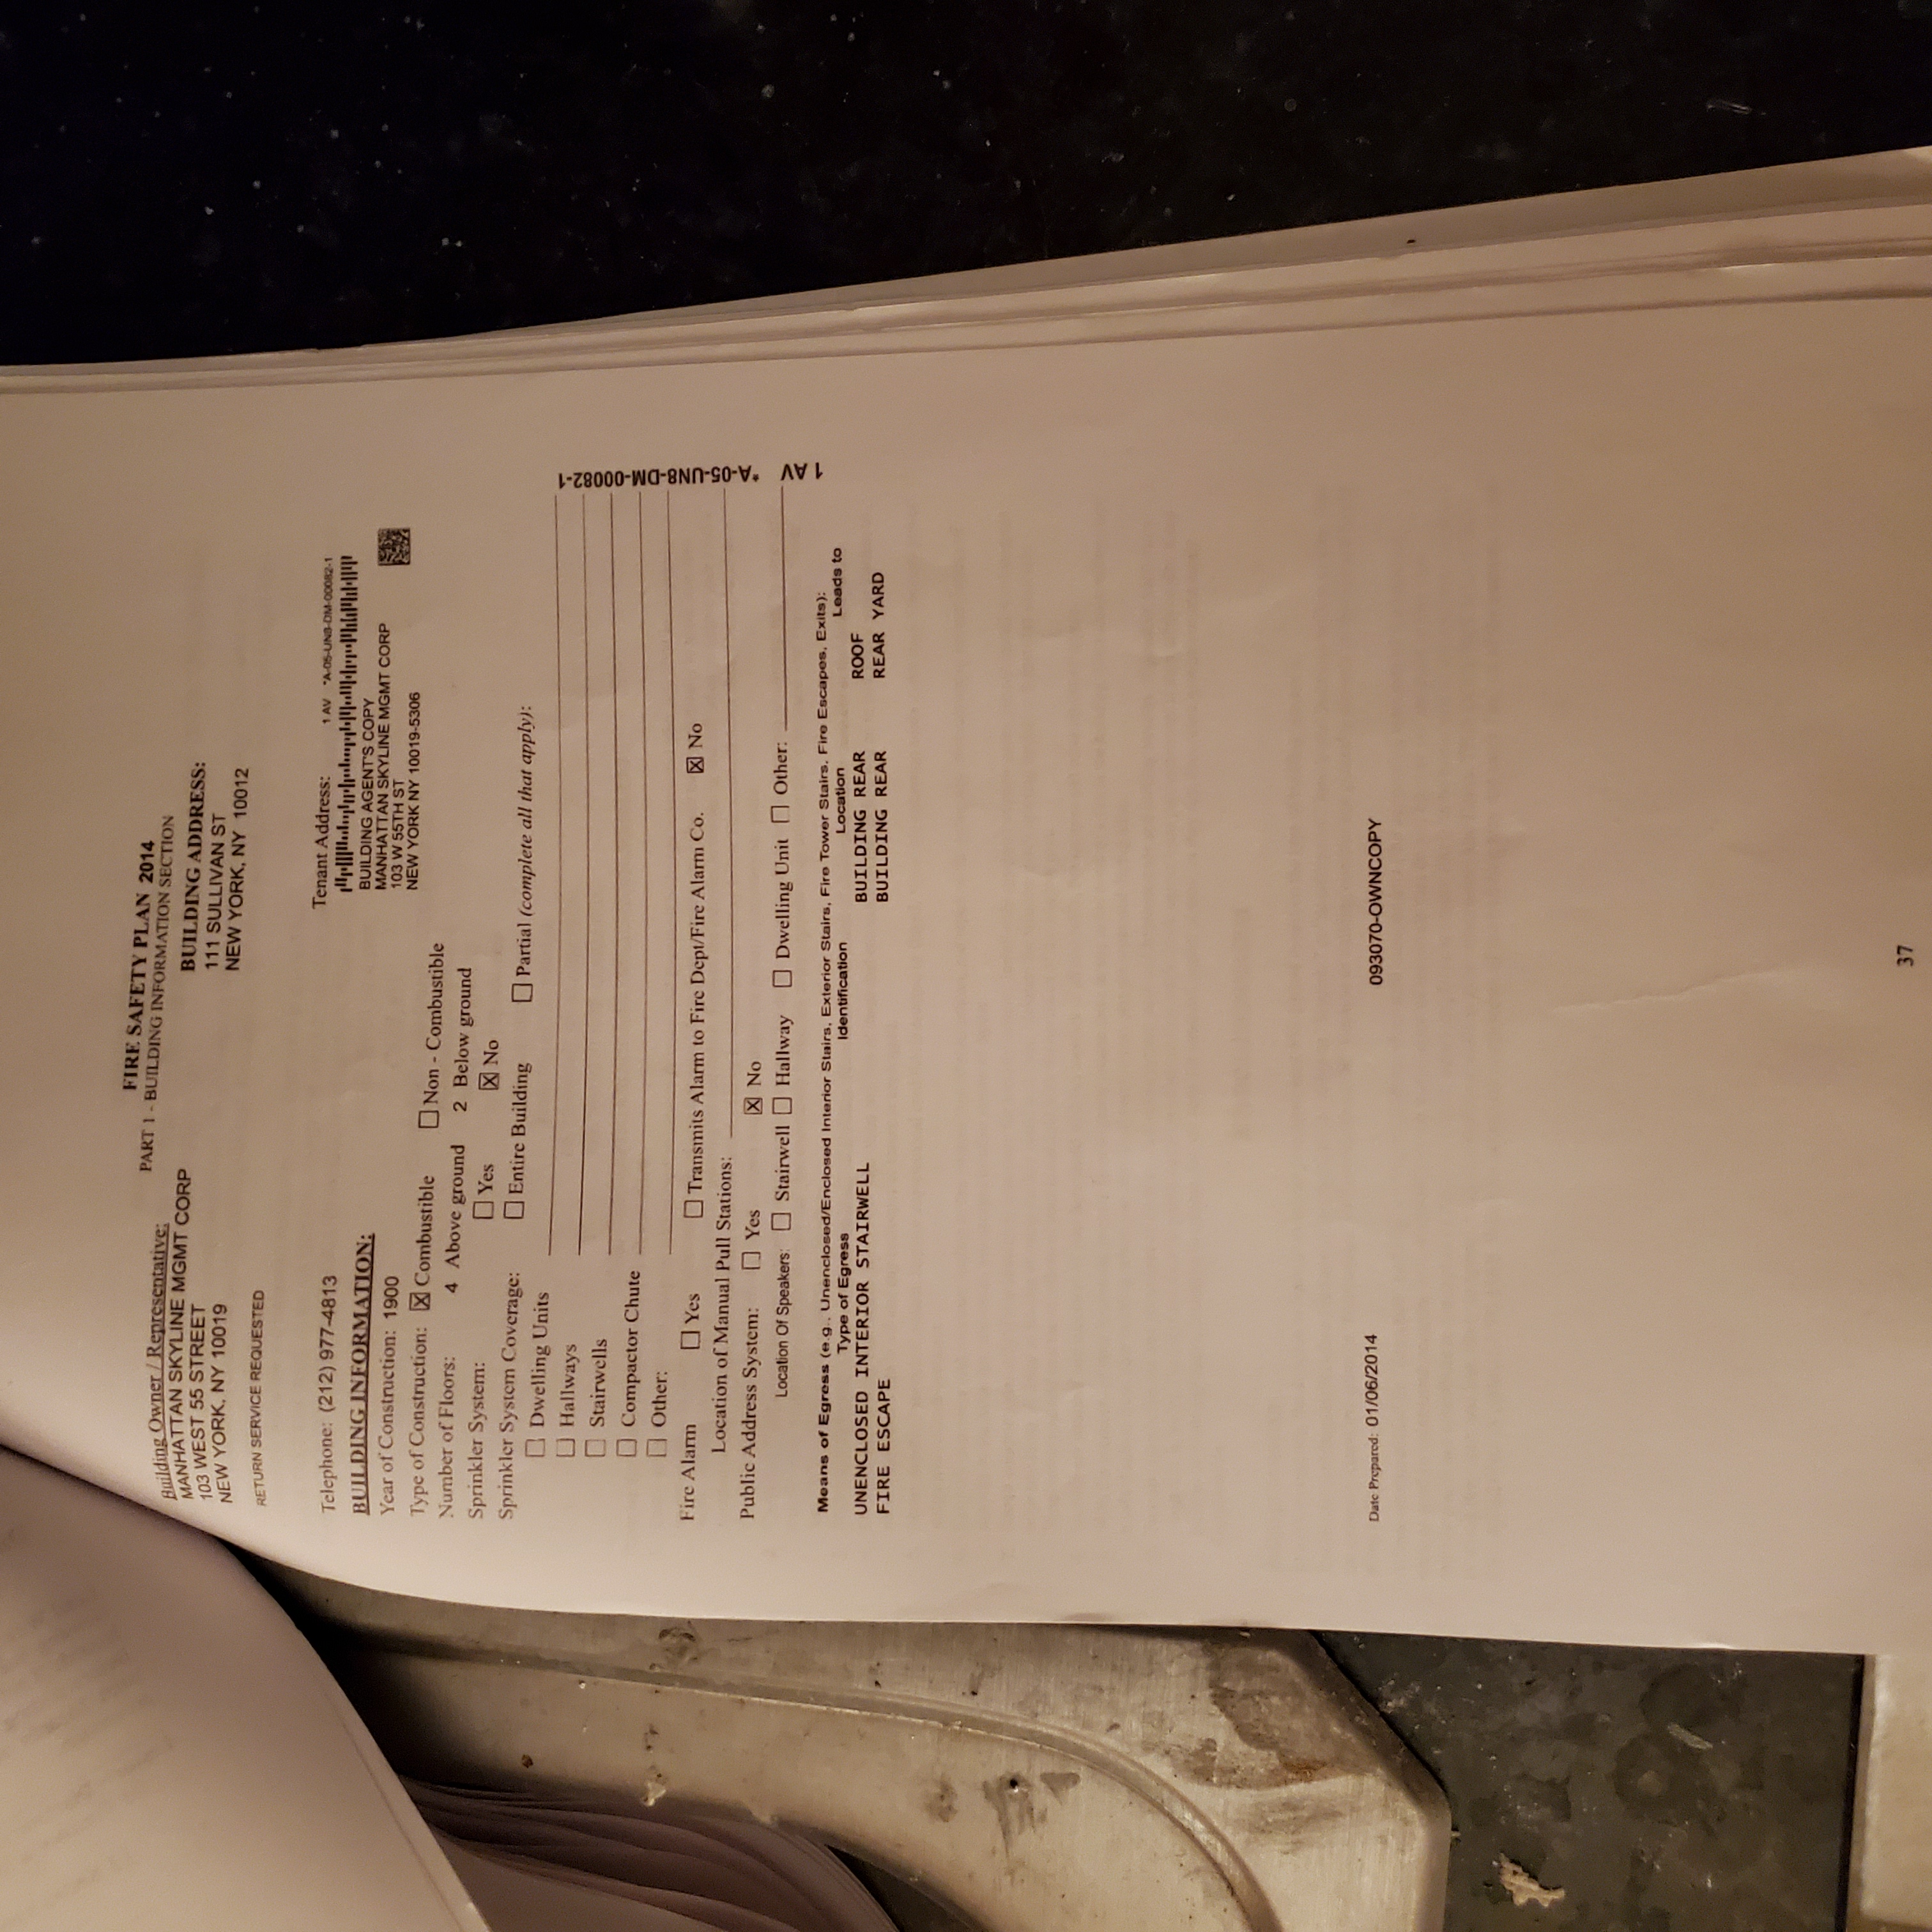 FIRE SAFETY PLAN 2014
PART 1 - BUILDING INFORMATION SECTION
Building Owner / Representative:
MANHATTAN SKYLINE MGMT CORP
103 WEST 55 STREET
NEW YORK, NY 10019
RETURN SERVICE REQUESTED
BUILDING ADDRESS:
111 SULLIVAN ST
NEW YORK, NY 10012
Telephone: (212) 977-4813
Tenant Address: 1 AV *A-05-UN8-DM-00082-1
BUILDING AGENT'S COPY
MANHATTAN SKYLINE MGMT CORP
103 W 55TH ST
NEW YORK NY 10019-5306
BUILDING INFORMATION:
Year of Construction: 1900
Type of Construction: ☒ Combustible ☐ Non - Combustible
Number of Floors: 4 Above ground 2 Below ground
Sprinkler System: ☐ Yes ☒ No
Sprinkler System Coverage: ☐ Entire Building ☐ Partial (complete all that apply):
☐ Dwelling Units
☐ Hallways
☐ Stairwells
☐ Compactor Chute
☐ Other:
Fire Alarm ☐ Yes ☐ Transmits Alarm to Fire Dept/Fire Alarm Co. ☒ No
Location of Manual Pull Stations:
Public Address System: ☐ Yes ☒ No
Location Of Speakers: ☐ Stairwell ☐ Hallway ☐ Dwelling Unit ☐ Other:
1 AV *A-05-UN8-DM-00082-1
Means of Egress (e.g., Unenclosed/Enclosed Interior Stairs, Exterior Stairs, Fire Tower Stairs, Fire Escapes, Exits):
Type of Egress Identification Location Leads to
UNENCLOSED INTERIOR STAIRWELL BUILDING REAR ROOF
FIRE ESCAPE BUILDING REAR REAR YARD
Date Prepared: 01/06/2014 093070-OWNCOPY
37